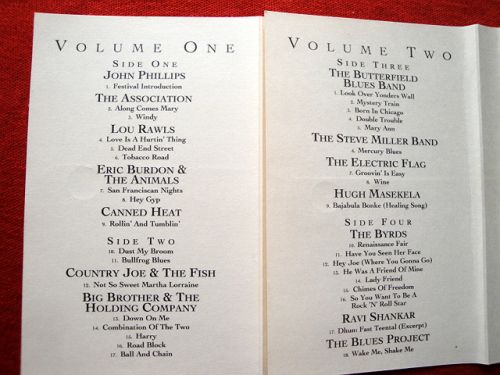 VOLUME ONE
SIDE ONE
JOHN PHILLIPS
1. Festival Introduction
THE ASSOCIATION
2. Along Comes Mary
3. Windy
LOU RAWLS
4. Love Is A Hurtin' Thing
5. Dead End Street
6. Tobacco Road
ERIC BURDON &
THE ANIMALS
7. San Franciscan Nights
8. Hey Gyp
CANNED HEAT
9. Rollin' And Tumblin'
SIDE TWO
10. Dust My Broom
11. Bullfrog Blues
COUNTRY JOE & THE FISH
12. Not So Sweet Martha Lorraine
BIG BROTHER & THE
HOLDING COMPANY
13. Down On Me
14. Combination Of The Two
15. Harry
16. Road Block
17. Ball And Chain
VOLUME TWO
SIDE THREE
THE BUTTERFIELD
BLUES BAND
1. Look Over Yonders Wall
2. Mystery Train
3. Born In Chicago
4. Double Trouble
5. Mary Ann
THE STEVE MILLER BAND
6. Mercury Blues
THE ELECTRIC FLAG
7. Groovin' Is Easy
8. Wine
HUGH MASEKELA
9. Bajabula Bonke (Healing Song)
SIDE FOUR
THE BYRDS
10. Renaissance Fair
11. Have You Seen Her Face
12. Hey Joe (Where You Gonna Go)
13. He Was A Friend Of Mine
14. Lady Friend
15. Chimes Of Freedom
16. So You Want To Be A
Rock 'N' Roll Star
RAVI SHANKAR
17. Dhun: Fast Teental (Excerpt)
THE BLUES PROJECT
18. Wake Me, Shake Me